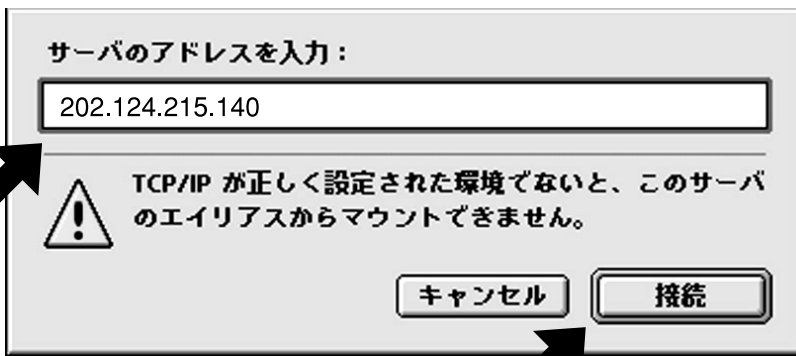 サーバのアドレスを入力：
202.124.215.140
TCP/IP が正しく設定された環境でないと、このサーバ
のエイリアスからマウントできません。
キャンセル
接続